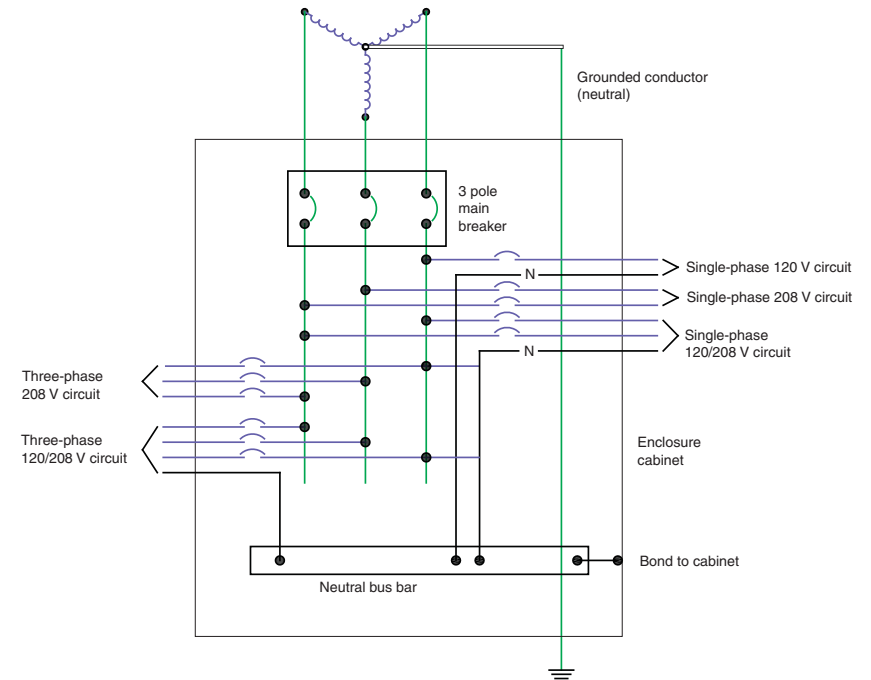 Grounded conductor
(neutral)
3 pole
main
breaker
N
Single-phase 120 V circuit
Single-phase 208 V circuit
Single-phase
120/208 V circuit
N
Three-phase
208 V circuit
Three-phase
120/208 V circuit
Enclosure
cabinet
Bond to cabinet
Neutral bus bar